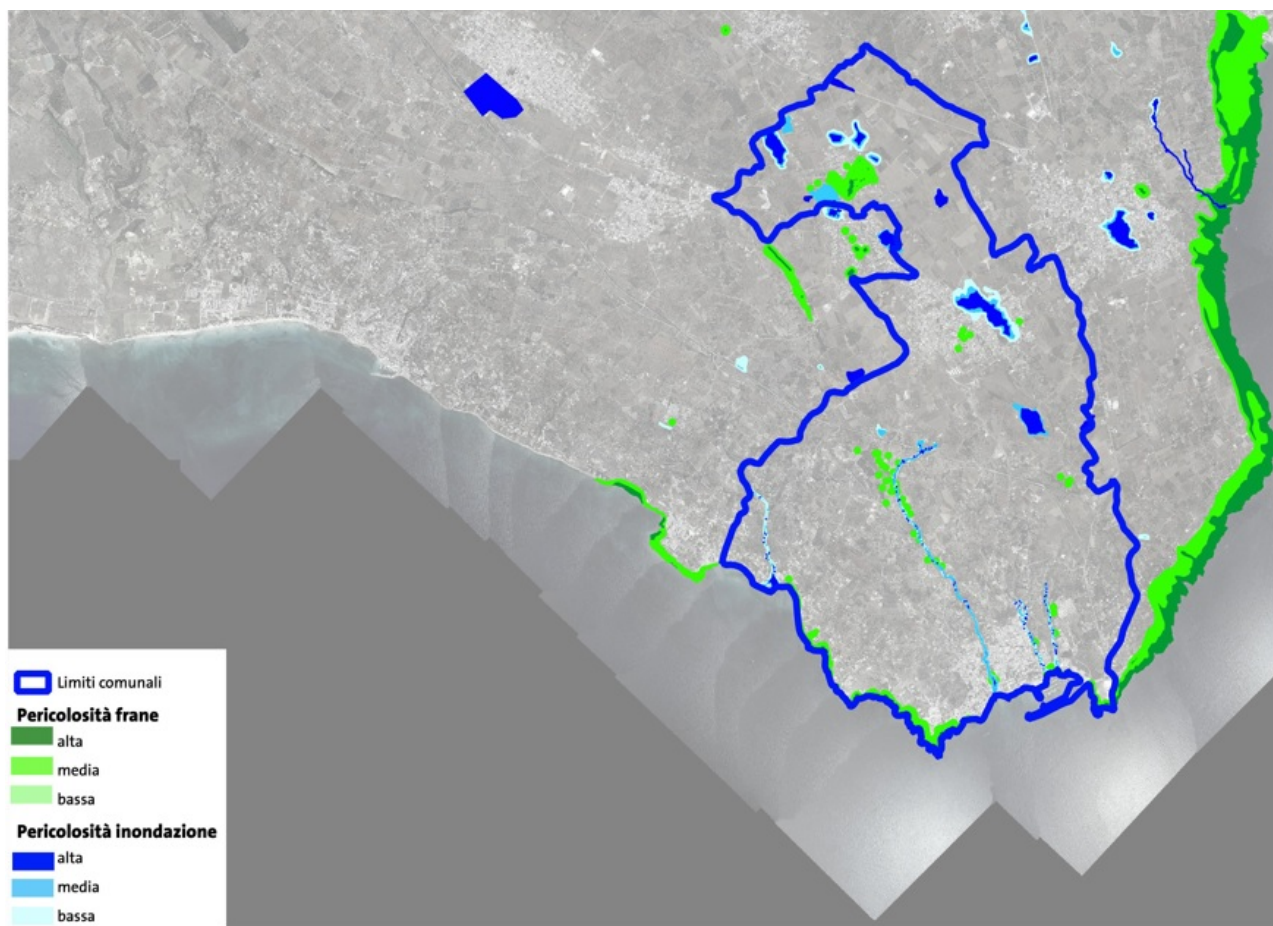 Limiti comunali
Pericolosità frane
alta
media
bassa
Pericolosità inondazione
alta
media
bassa